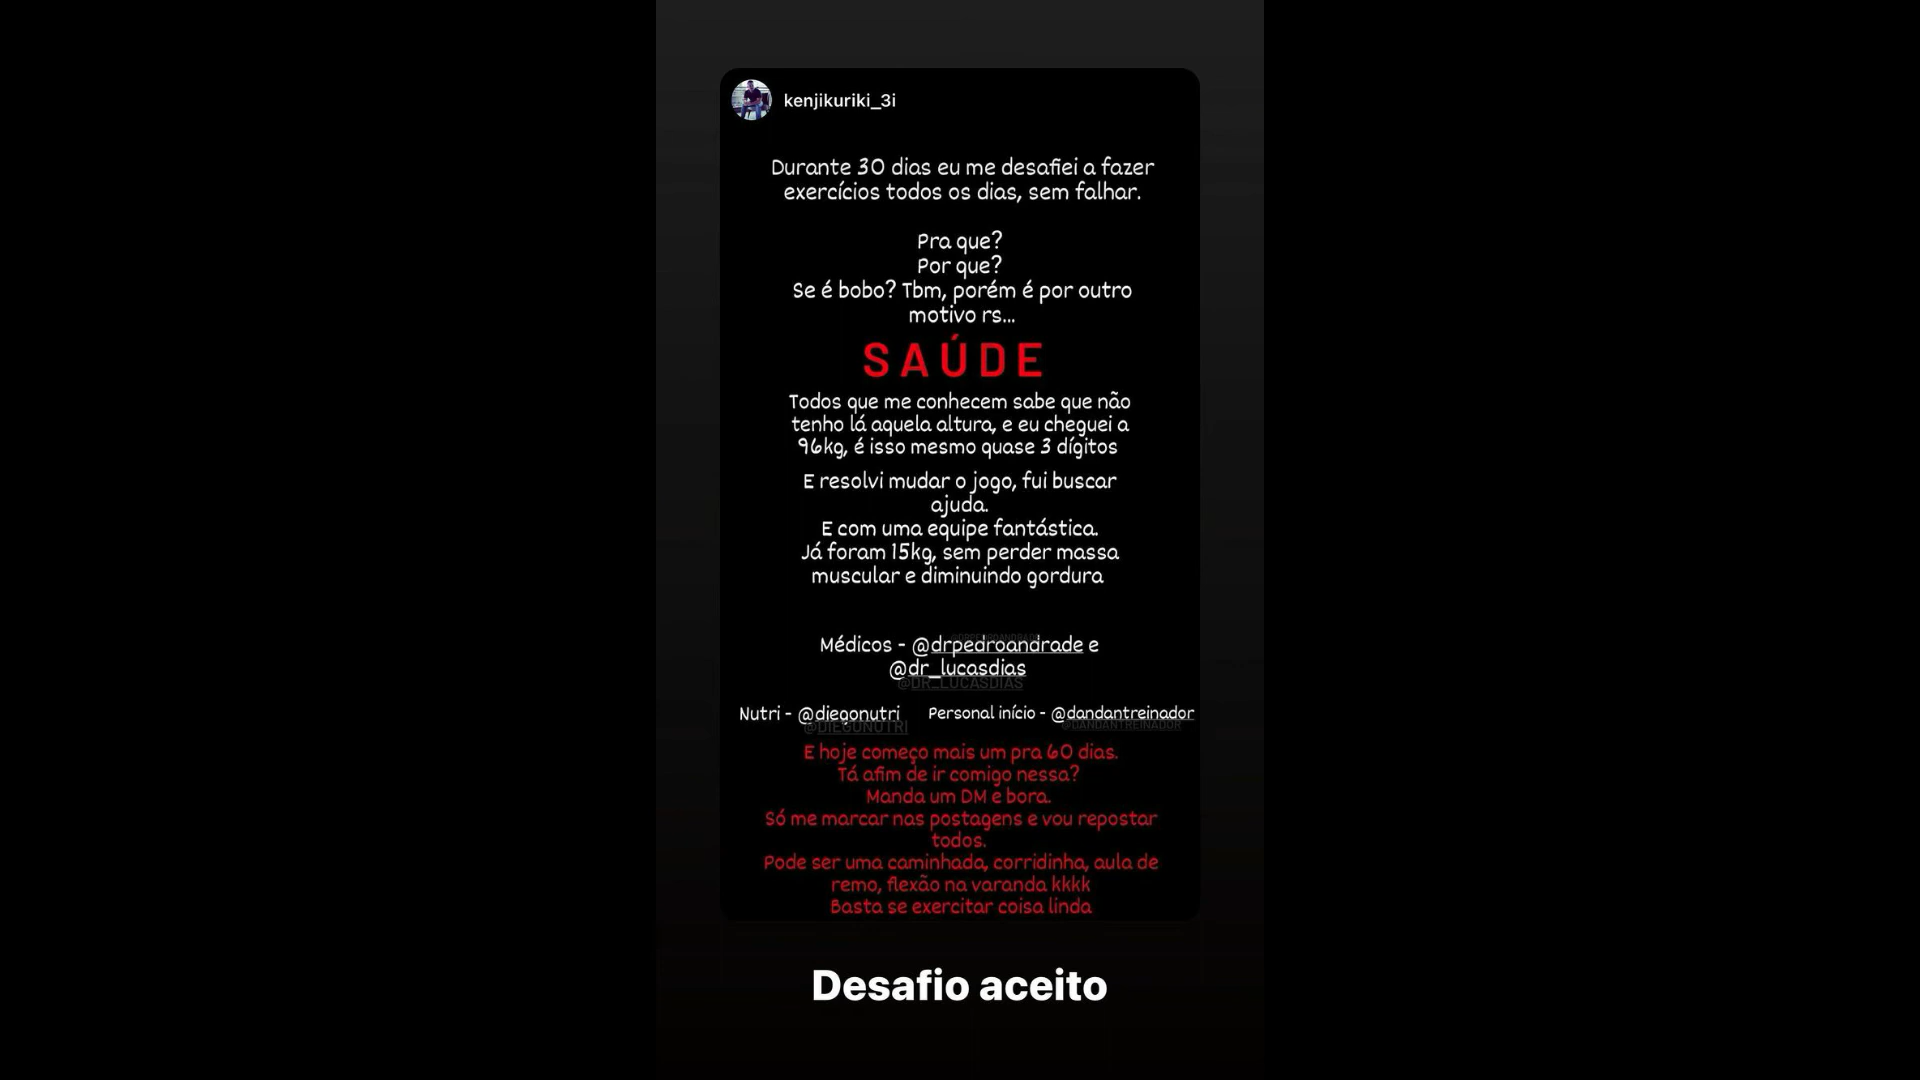 kenjikuriki_3i
Durante 30 dias eu me desafiei a fazer
exercícios todos os dias, sem falhar.
Pra que?
Por que?
Se é bobo? Tbm, porém é por outro
motivo rs...
SAÚDE
Todos que me conhecem sabe que não
tenho lá aquela altura, e eu cheguei a
96kg, é isso mesmo quase 3 dígitos
E resolvi mudar o jogo, fui buscar
ajuda.
E com uma equipe fantástica.
Já foram 15kg, sem perder massa
muscular e diminuindo gordura
Médicos - @drpedroandrade e
@dr_lucasdias
@DR_LUCASDIAS
Nutri - @diegonutri Personal início - @dandantreinador
@DIEGONUTRI @DANDANTREINADOR
E hoje começo mais um pra 60 dias.
Tá afim de ir comigo nessa?
Manda um DM e bora.
Só me marcar nas postagens e vou repostar
todos.
Pode ser uma caminhada, corridinha, aula de
remo, flexão na varanda kkkk
Basta se exercitar coisa linda
Desafio aceito